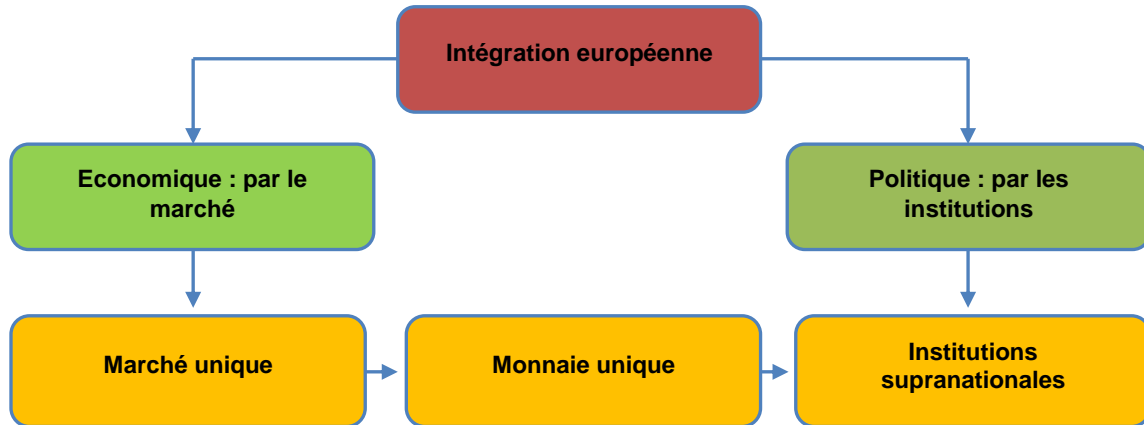 Intégration européenne
Economique : par le
marché
Politique : par les
institutions
Marché unique
Monnaie unique
Institutions
supranationales